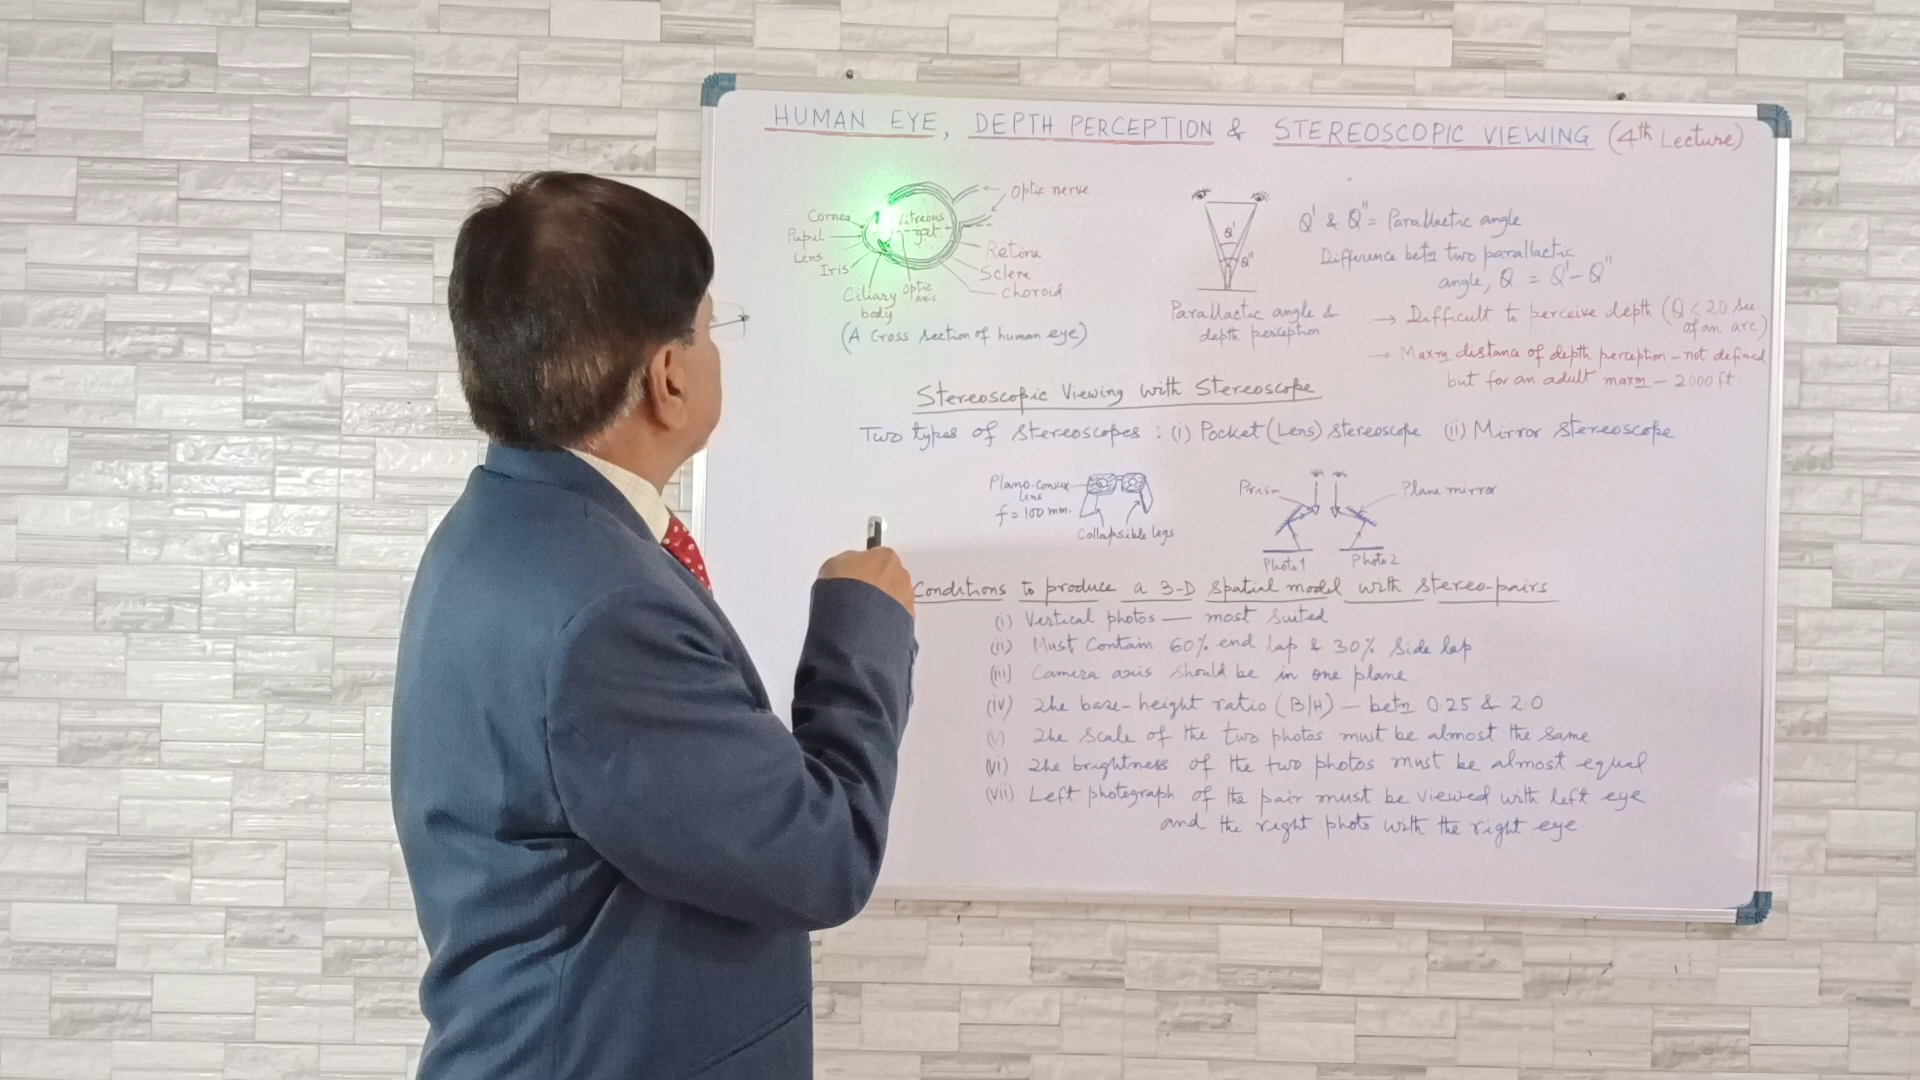 HUMAN EYE, DEPTH PERCEPTION & STEREOSCOPIC VIEWING (4th Lecture)
Cornea
Pupil
Lens
Iris
Ciliary body
Optic axis
Vitreous gel
Optic nerve
Retina
Sclera
Choroid
(A Cross section of human eye)
Q'
Q"
Parallactic angle &
depth perception
Q' & Q" = Parallactic angle
Difference betn two parallactic
angle, Q = Q' - Q"
→ Difficult to perceive depth (Q < 20 sec.
of an arc)
→ Maxm distance of depth perception - not defined
but for an adult maxm - 2000 ft
Stereoscopic Viewing with Stereoscope
Two types of Stereoscopes : (i) Pocket (Lens) stereoscope (ii) Mirror stereoscope
Plano-convex
lens
f = 100 mm.
Collapsible legs
Prism
Plane mirror
Photo 1
Photo 2
Conditions to produce a 3-D spatial model with stereo-pairs
(i) Vertical photos — most suited
(ii) Must contain 60% end lap & 30% side lap
(iii) Camera axis should be in one plane
(iv) The base-height ratio (B/H) — betn 0.25 & 2.0
(v) The scale of the two photos must be almost the same
(vi) The brightness of the two photos must be almost equal
(vii) Left photograph of the pair must be viewed with left eye
and the right photo with the right eye